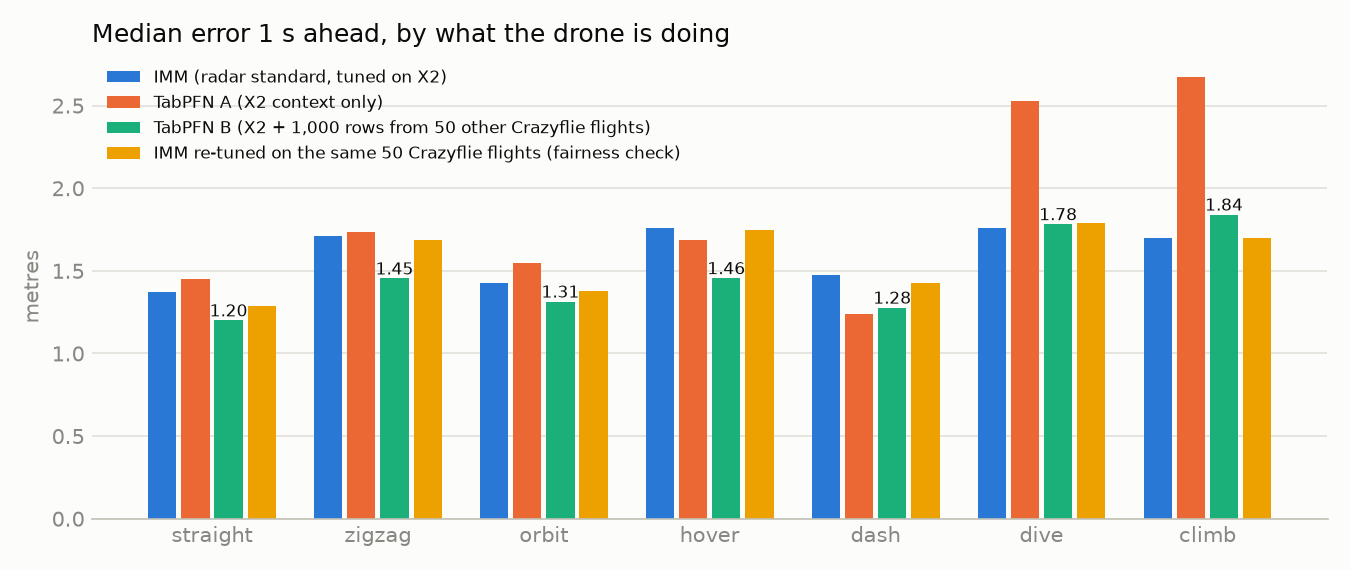 Median error 1 s ahead, by what the drone is doing
IMM (radar standard, tuned on X2)
TabPFN A (X2 context only)
TabPFN B (X2 + 1,000 rows from 50 other Crazyflie flights)
IMM re-tuned on the same 50 Crazyflie flights (fairness check)
metres
2.5
2.0
1.5
1.0
0.5
0.0
1.20
1.45
1.31
1.46
1.28
1.78
1.84
straight
zigzag
orbit
hover
dash
dive
climb